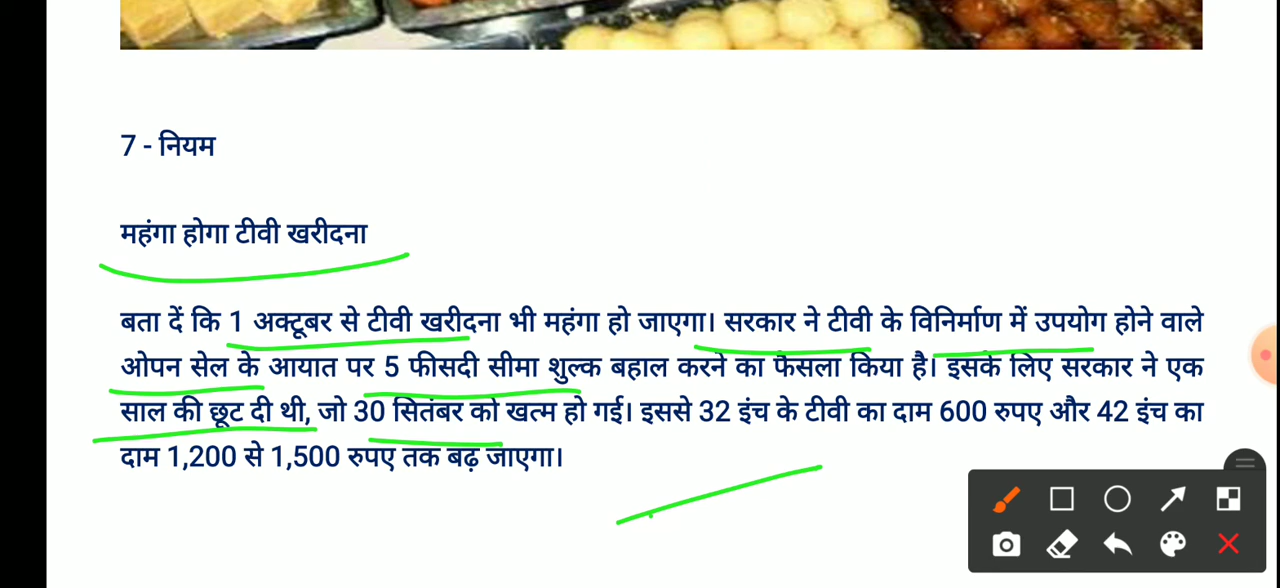 7 - नियम
महंगा होगा टीवी खरीदना
बता दें कि 1 अक्टूबर से टीवी खरीदना भी महंगा हो जाएगा। सरकार ने टीवी के विनिर्माण में उपयोग होने वाले
ओपन सेल के आयात पर 5 फीसदी सीमा शुल्क बहाल करने का फैसला किया है। इसके लिए सरकार ने एक
साल की छूट दी थी, जो 30 सितंबर को खत्म हो गई। इससे 32 इंच के टीवी का दाम 600 रुपए और 42 इंच का
दाम 1,200 से 1,500 रुपए तक बढ़ जाएगा।